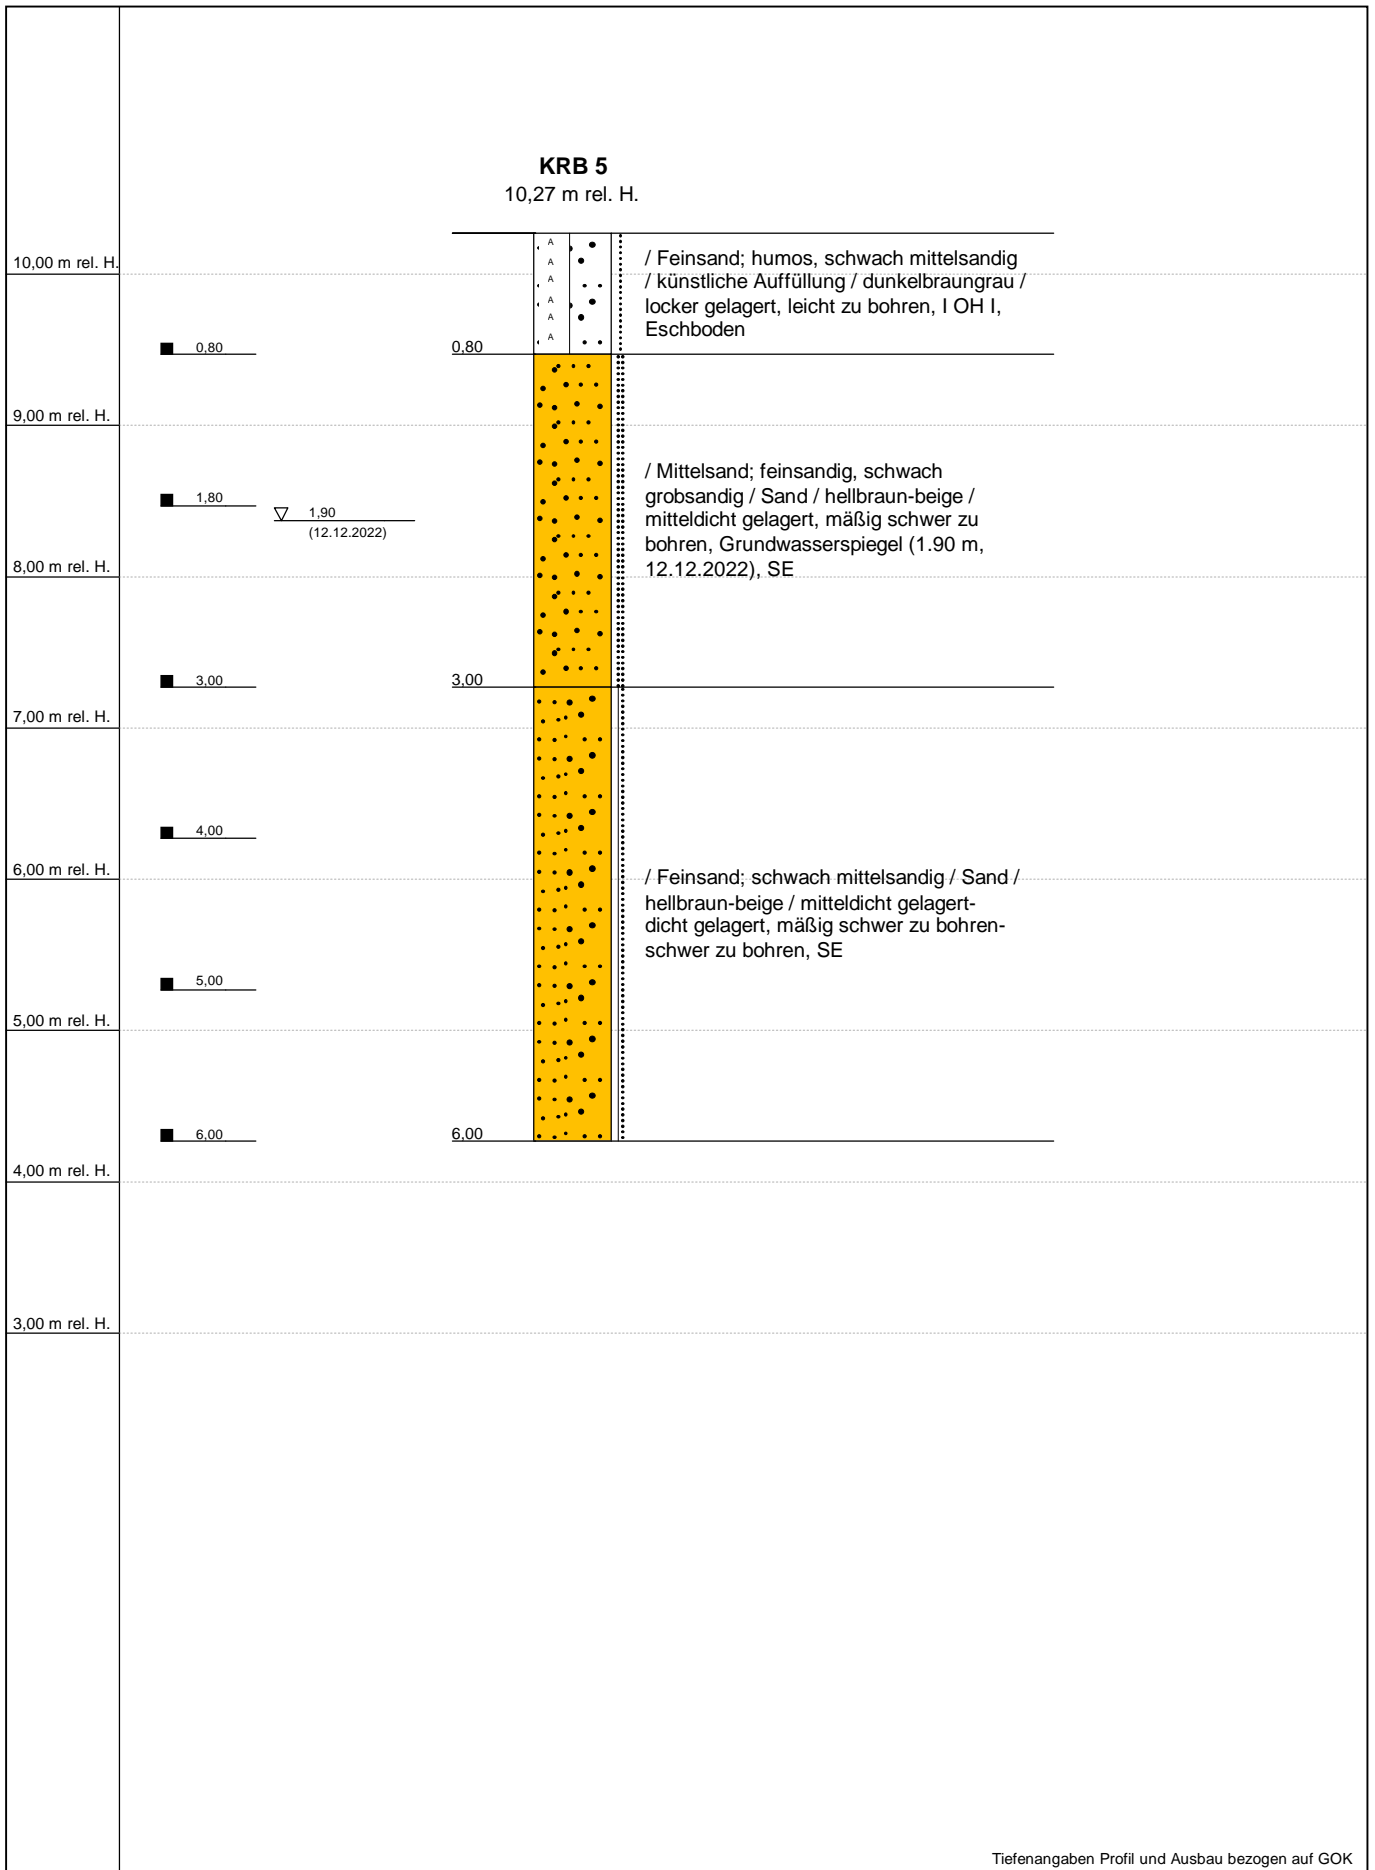 KRB 5
10,27 m rel. H.
A
A
A
A
A
A
/ Feinsand; humos, schwach mittelsandig
/ künstliche Auffüllung / dunkelbraungrau /
locker gelagert, leicht zu bohren, I OH I,
Eschboden
10,00 m rel. H.
0,80
0,80
9,00 m rel. H.
/ Mittelsand; feinsandig, schwach
grobsandig / Sand / hellbraun-beige /
mitteldicht gelagert, mäßig schwer zu
bohren, Grundwasserspiegel (1.90 m,
12.12.2022), SE
1,80
1,90
(12.12.2022)
8,00 m rel. H.
3,00
3,00
7,00 m rel. H.
4,00
6,00 m rel. H.
/ Feinsand; schwach mittelsandig / Sand /
hellbraun-beige / mitteldicht gelagert-
dicht gelagert, mäßig schwer zu bohren-
schwer zu bohren, SE
5,00
5,00 m rel. H.
6,00
6,00
4,00 m rel. H.
3,00 m rel. H.
Tiefenangaben Profil und Ausbau bezogen auf GOK